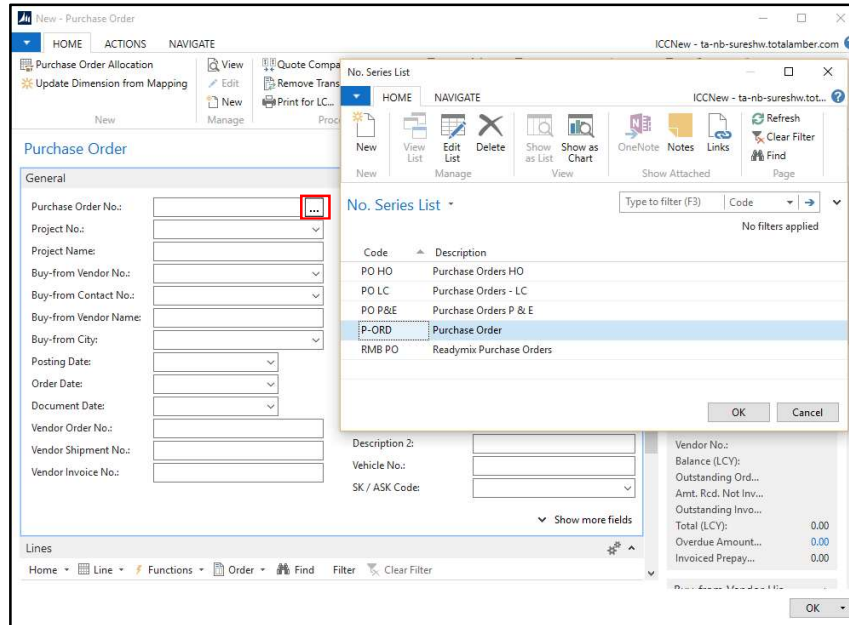 New - Purchase Order
HOME ACTIONS NAVIGATE
ICCNew - ta-nb-sureshw.totalamber.com
Purchase Order Allocation
Update Dimension from Mapping
New
View
Edit
New
Manage
Quote Compa
Remove Trans
Print for LC...
Proc
No. Series List
HOME NAVIGATE
ICCNew - ta-nb-sureshw.tot...
New
New
View List
Edit List
Delete
Manage
Show as List
Show as Chart
View
OneNote
Notes
Links
Show Attached
Refresh
Clear Filter
Find
Page
No. Series List
Type to filter (F3)
Code
No filters applied
Code Description
PO HO Purchase Orders HO
PO LC Purchase Orders - LC
PO P&E Purchase Orders P & E
P-ORD Purchase Order
RMB PO Readymix Purchase Orders
OK Cancel
Purchase Order
General
Purchase Order No.: ...
Project No.:
Project Name:
Buy-from Vendor No.:
Buy-from Contact No.:
Buy-from Vendor Name:
Buy-from City:
Posting Date:
Order Date:
Document Date:
Vendor Order No.:
Vendor Shipment No.:
Vendor Invoice No.:
Description 2:
Vehicle No.:
SK / ASK Code:
Show more fields
Lines
Home Line Functions Order Find Filter Clear Filter
Vendor No.:
Balance (LCY):
Outstanding Ord...
Amt. Rcd. Not Inv...
Outstanding Invo...
Total (LCY): 0.00
Overdue Amount... 0.00
Invoiced Prepay... 0.00
OK